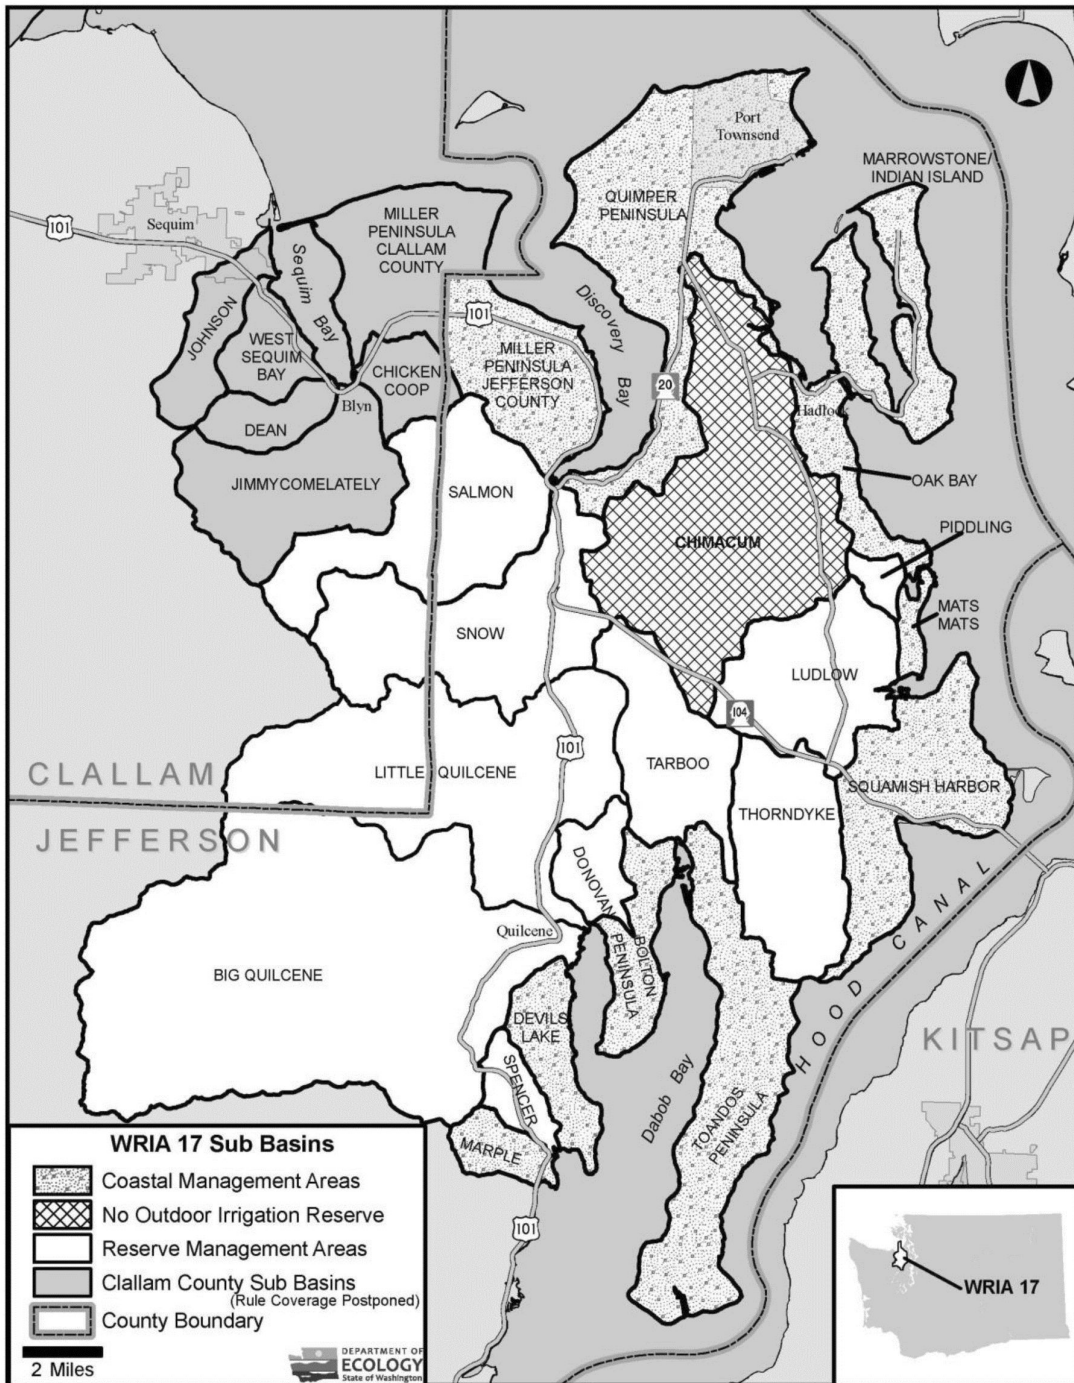 Port
Townsend
MARROWSTONE/
INDIAN ISLAND
QUIMPER
PENINSULA
101
Sequim
MILLER
PENINSULA
CLALLAM
COUNTY
Sequim Bay
Discovery Bay
JOHNSON
WEST
SEQUIM
BAY
101
MILLER
PENINSULA
JEFFERSON
COUNTY
CHICKEN
COOP
20
Blyn
Hadlock
DEAN
OAK BAY
JIMMYCOMELATELY
SALMON
PIDDLING
CHIMACUM
MATS
MATS
SNOW
LUDLOW
104
101
CLALLAM
LITTLE QUILCENE
TARBOO
SQUAMISH HARBOR
JEFFERSON
THORNDYKE
DONOVAN
Quilcene
BOLTON
PENINSULA
HOOD CANAL
BIG QUILCENE
DEVILS
LAKE
KITSAP
SPENCER
Dabob Bay
TOANDOS
PENINSULA
MARPLE
101
WRIA 17 Sub Basins
Coastal Management Areas
No Outdoor Irrigation Reserve
Reserve Management Areas
Clallam County Sub Basins
(Rule Coverage Postponed)
County Boundary
2 Miles
DEPARTMENT OF
ECOLOGY
State of Washington
WRIA 17